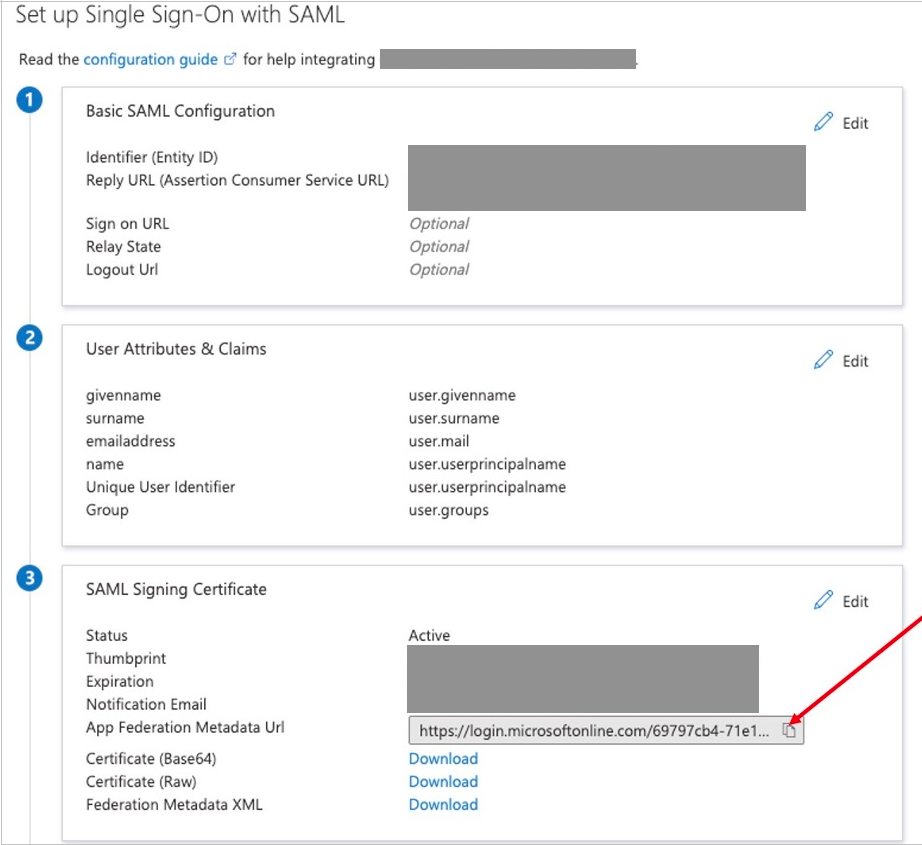 Set up Single Sign-On with SAML
Read the configuration guide for help integrating .
1
Basic SAML Configuration
Edit
Identifier (Entity ID)
Reply URL (Assertion Consumer Service URL)
Sign on URL Optional
Relay State Optional
Logout Url Optional
2
User Attributes & Claims
Edit
givenname user.givenname
surname user.surname
emailaddress user.mail
name user.userprincipalname
Unique User Identifier user.userprincipalname
Group user.groups
3
SAML Signing Certificate
Edit
Status Active
Thumbprint
Expiration
Notification Email
App Federation Metadata Url https://login.microsoftonline.com/69797cb4-71e1...
Certificate (Base64) Download
Certificate (Raw) Download
Federation Metadata XML Download